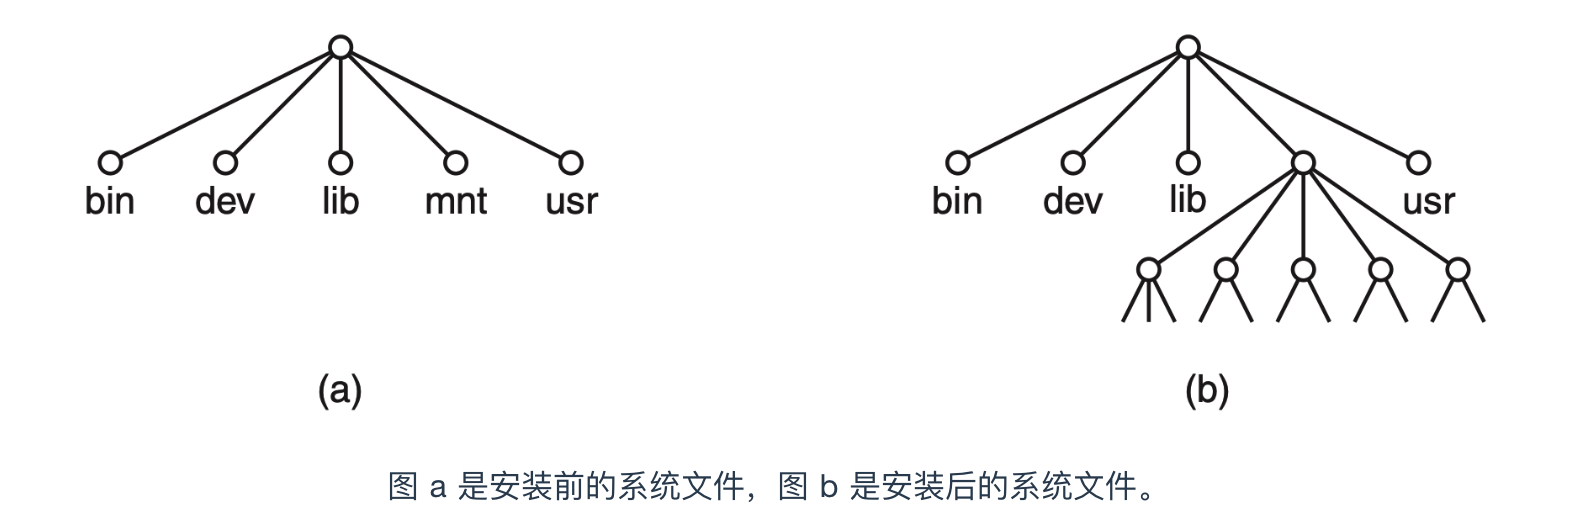 bin dev lib mnt usr
bin dev lib usr
(a)
(b)
图 a 是安装前的系统文件，图 b 是安装后的系统文件。